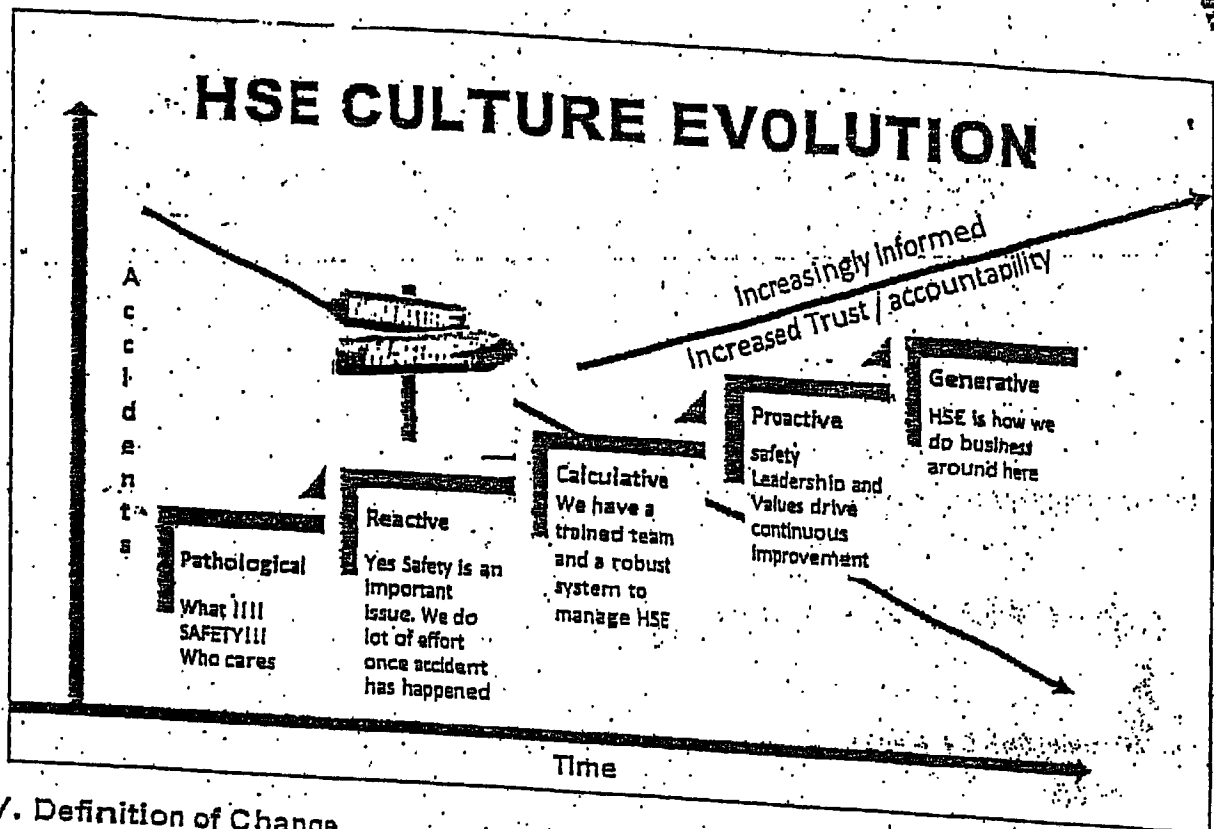 HSE CULTURE EVOLUTION
Accidents
Increasingly Informed
Increased Trust / accountability
Pathological
What !!!!
SAFETY!!!
Who cares
Reactive
Yes Safety is an
important
issue. We do
lot of effort
once accident
has happened
Calculative
We have a
trained team
and a robust
system to
manage HSE
Proactive
safety
Leadership and
Values drive
continuous
improvement
Generative
HSE is how we
do business
around here
Time
. Definition of Change